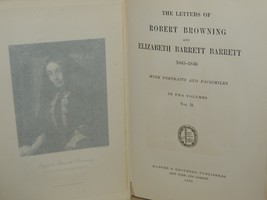 THE LETTERS OF
ROBERT BROWNING
AND
ELIZABETH BARRETT BARRETT
1845-1846
WITH PORTRAITS AND FACSIMILES
IN TWO VOLUMES
VOL. II.
HARPER & BROTHERS PUBLISHERS
NEW YORK AND LONDON